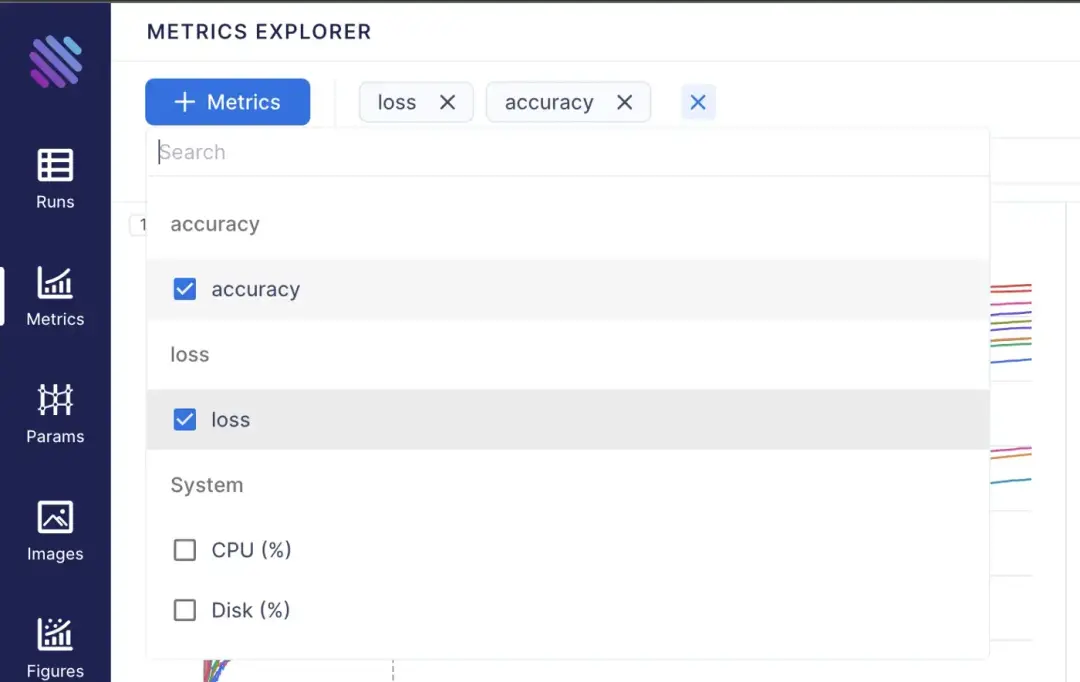 METRICS EXPLORER
+ Metrics
loss
accuracy
Search
1
accuracy
accuracy
loss
loss
System
CPU (%)
Disk (%)
Runs
Metrics
Params
Images
Figures